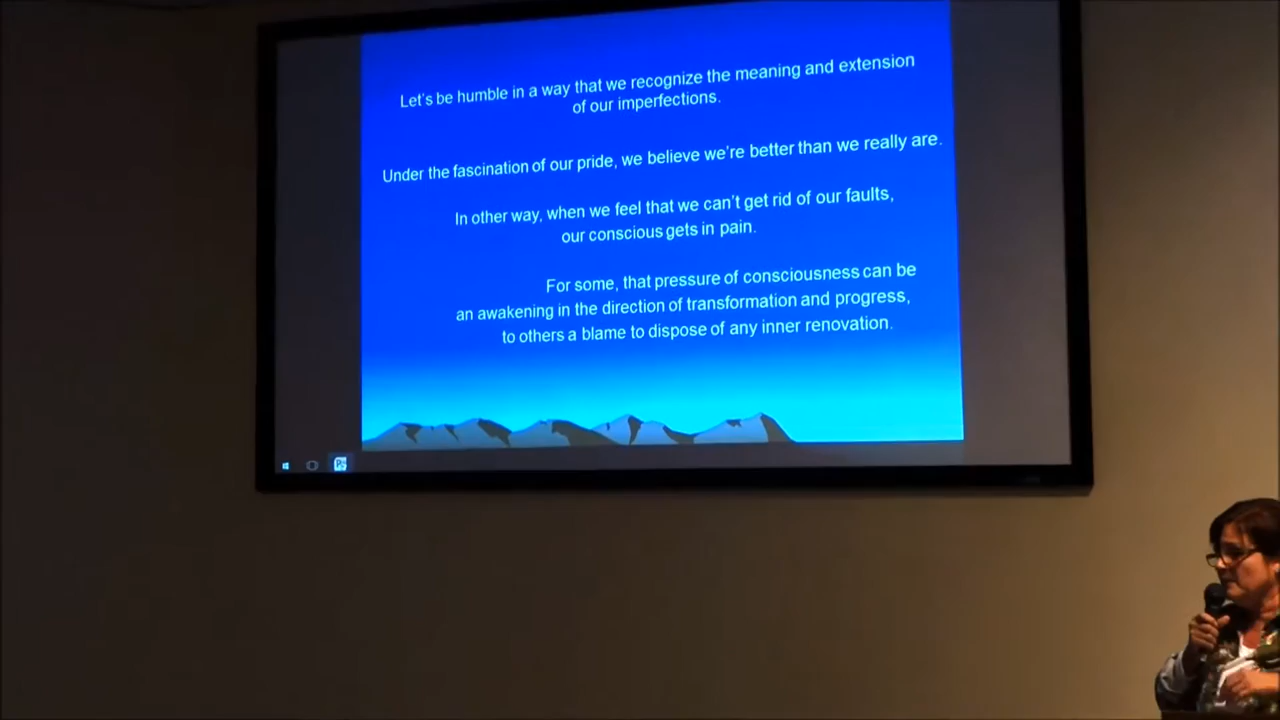 Let's be humble in a way that we recognize the meaning and extension
of our imperfections.
Under the fascination of our pride, we believe we're better than we really are.
In other way, when we feel that we can't get rid of our faults,
our conscious gets in pain.
For some, that pressure of consciousness can be
an awakening in the direction of transformation and progress,
to others a blame to dispose of any inner renovation.